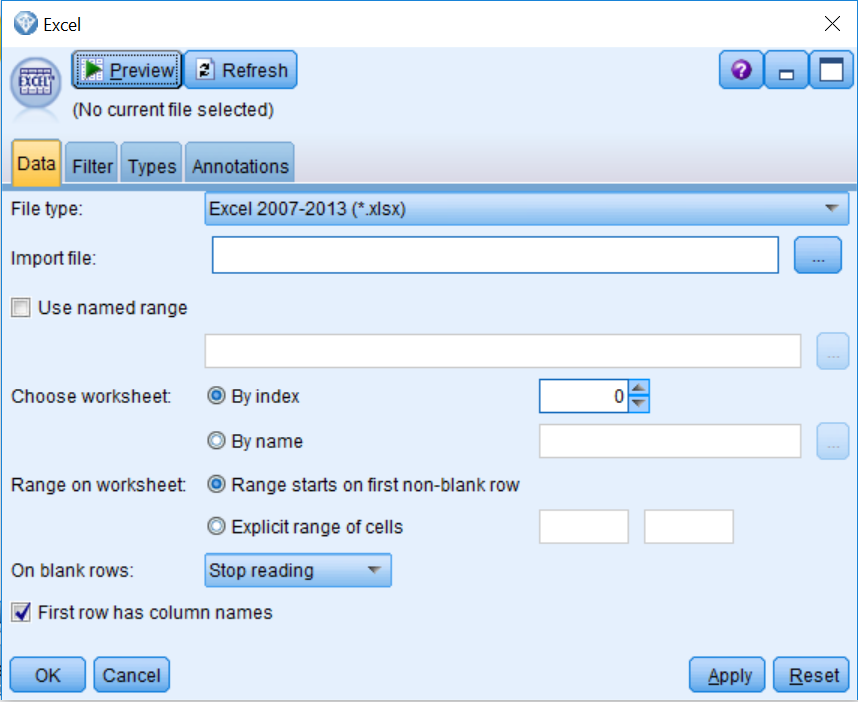 Excel
EXCEL
Preview Refresh
(No current file selected)
Data Filter Types Annotations
File type: Excel 2007-2013 (*.xlsx)
Import file: ...
Use named range
...
Choose worksheet: By index 0
By name ...
Range on worksheet: Range starts on first non-blank row
Explicit range of cells
On blank rows: Stop reading
First row has column names
OK Cancel Apply Reset